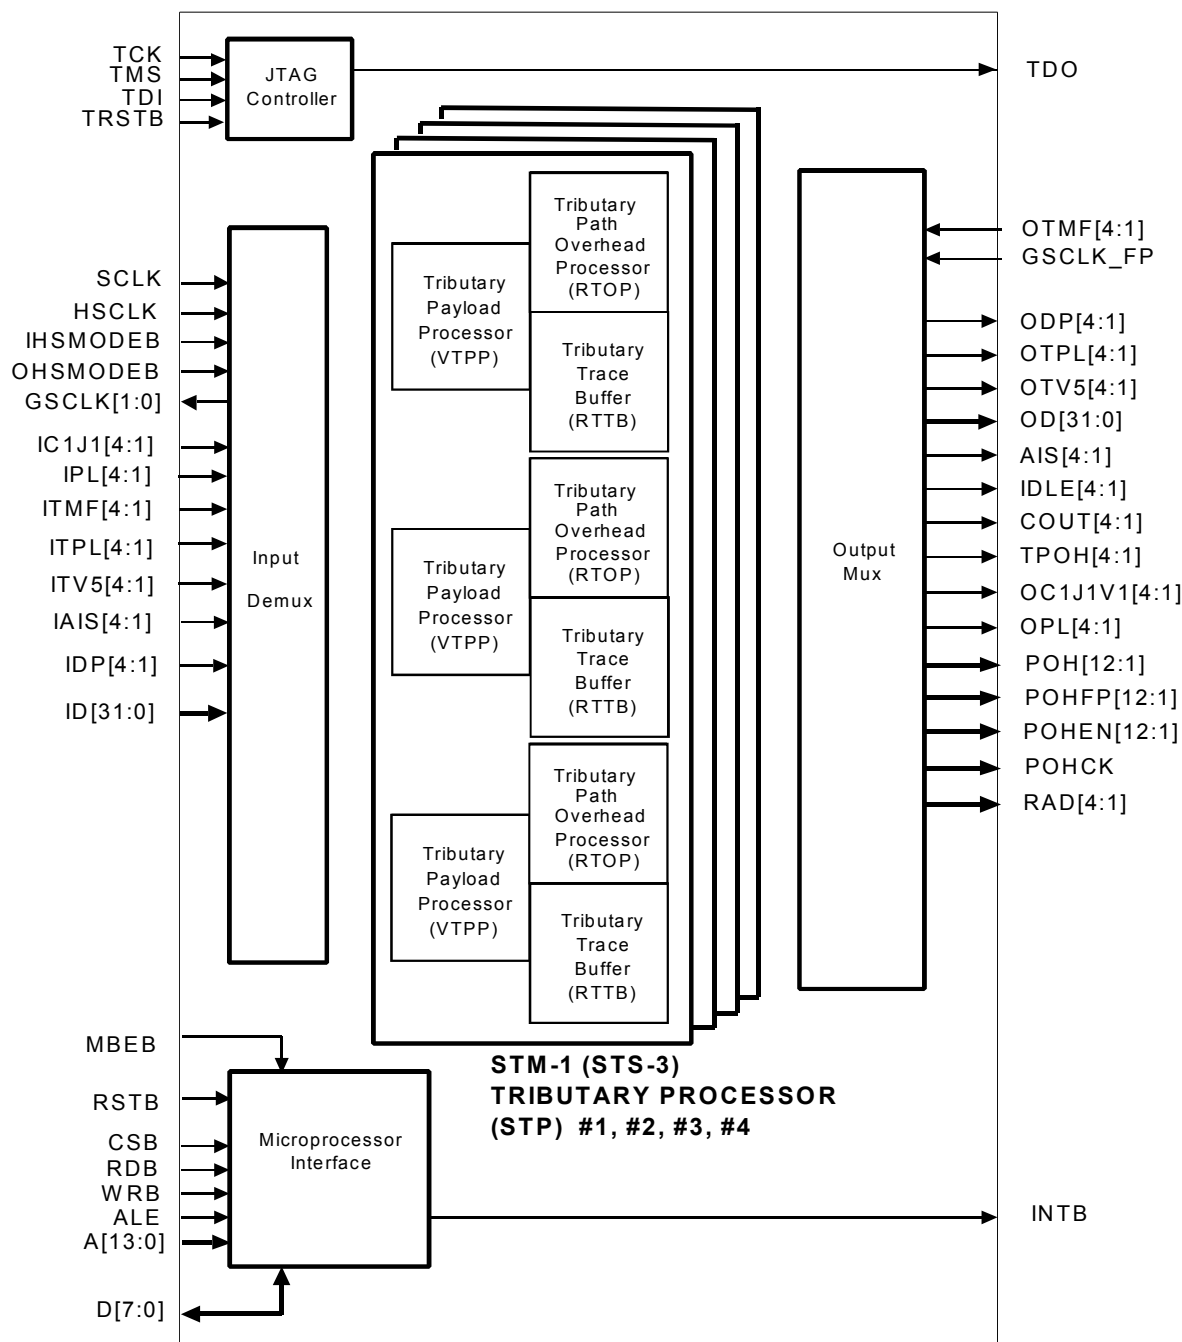 TCK
TMS
TDI
TRSTB
JTAG
Controller
TDO
SCLK
HSCLK
IHSMODEB
OHSMODEB
GSCLK[1:0]
IC1J1[4:1]
IPL[4:1]
ITMF[4:1]
ITPL[4:1]
ITV5[4:1]
IAIS[4:1]
IDP[4:1]
ID[31:0]
Input
Demux
Tributary
Payload
Processor
(VTPP)
Tributary
Path
Overhead
Processor
(RTOP)
Tributary
Trace
Buffer
(RTTB)
Tributary
Payload
Processor
(VTPP)
Tributary
Path
Overhead
Processor
(RTOP)
Tributary
Trace
Buffer
(RTTB)
Tributary
Payload
Processor
(VTPP)
Tributary
Path
Overhead
Processor
(RTOP)
Tributary
Trace
Buffer
(RTTB)
STM-1 (STS-3)
TRIBUTARY PROCESSOR
(STP) #1, #2, #3, #4
Output
Mux
OTMF[4:1]
GSCLK_FP
ODP[4:1]
OTPL[4:1]
OTV5[4:1]
OD[31:0]
AIS[4:1]
IDLE[4:1]
COUT[4:1]
TPOH[4:1]
OC1J1V1[4:1]
OPL[4:1]
POH[12:1]
POHFP[12:1]
POHEN[12:1]
POHCK
RAD[4:1]
MBEB
RSTB
CSB
RDB
WRB
ALE
A[13:0]
D[7:0]
Microprocessor
Interface
INTB